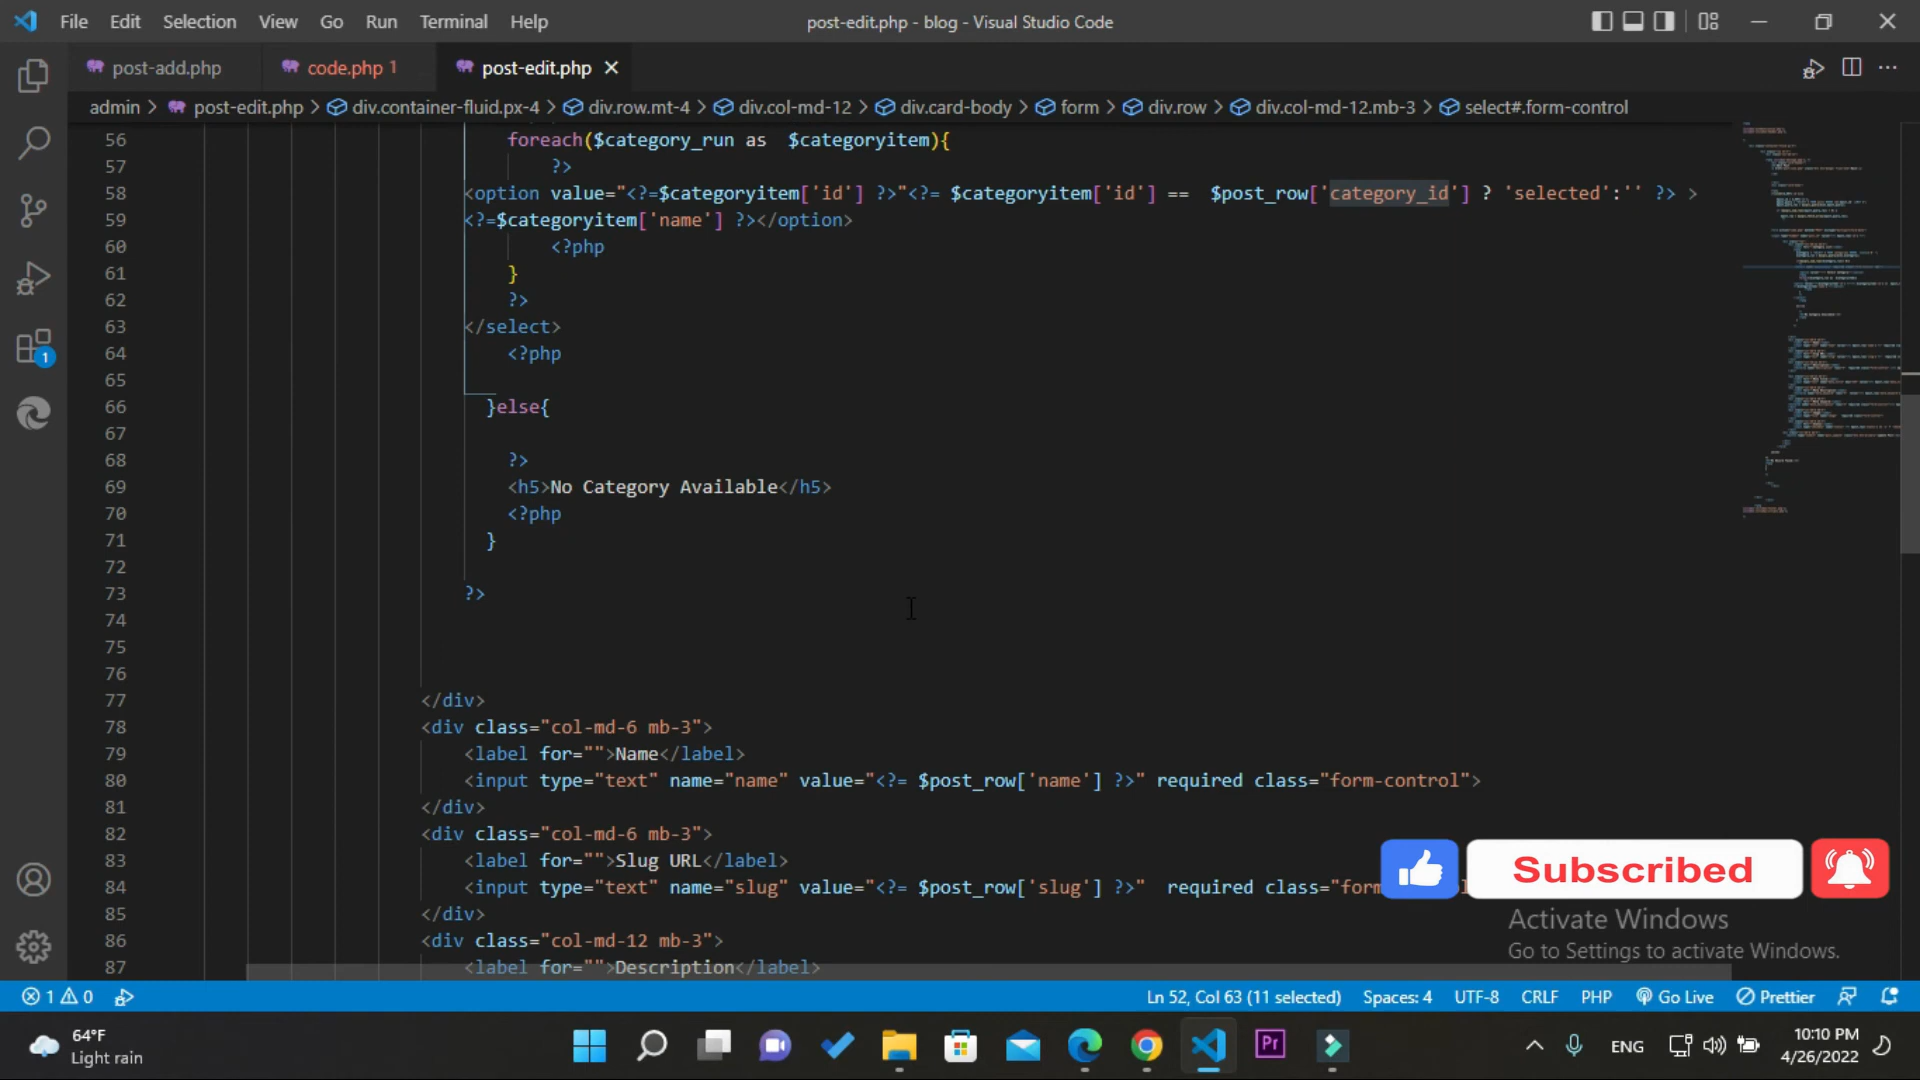 File Edit Selection View Go Run Terminal Help post-edit.php - blog - Visual Studio Code
post-add.php code.php 1 post-edit.php
admin > post-edit.php > div.container-fluid.px-4 > div.row.mt-4 > div.col-md-12 > div.card-body > form > div.row > div.col-md-12.mb-3 > select#.form-control
56 foreach($category_run as  $categoryitem){
57 ?>
58 <option value="<?=$categoryitem['id'] ?>"<?= $categoryitem['id'] ==  $post_row['category_id'] ? 'selected':'' ?> >
59 <?=$categoryitem['name'] ?></option>
60 <?php
61 }
62 ?>
63 </select>
64 <?php
65
66 }else{
67
68 ?>
69 <h5>No Category Available</h5>
70 <?php
71 }
72
73 ?>
74
75
76
77 </div>
78 <div class="col-md-6 mb-3">
79 <label for="">Name</label>
80 <input type="text" name="name" value="<?= $post_row['name'] ?>" required class="form-control">
81 </div>
82 <div class="col-md-6 mb-3">
83 <label for="">Slug URL</label>
84 <input type="text" name="slug" value="<?= $post_row['slug'] ?>"  required class="form
85 </div>
86 <div class="col-md-12 mb-3">
87 <label for="">Description</label>
Subscribed
Activate Windows
Go to Settings to activate Windows.
1
1 0 Ln 52, Col 63 (11 selected) Spaces: 4 UTF-8 CRLF PHP Go Live Prettier
64°F
Light rain
Pr
ENG
10:10 PM
4/26/2022